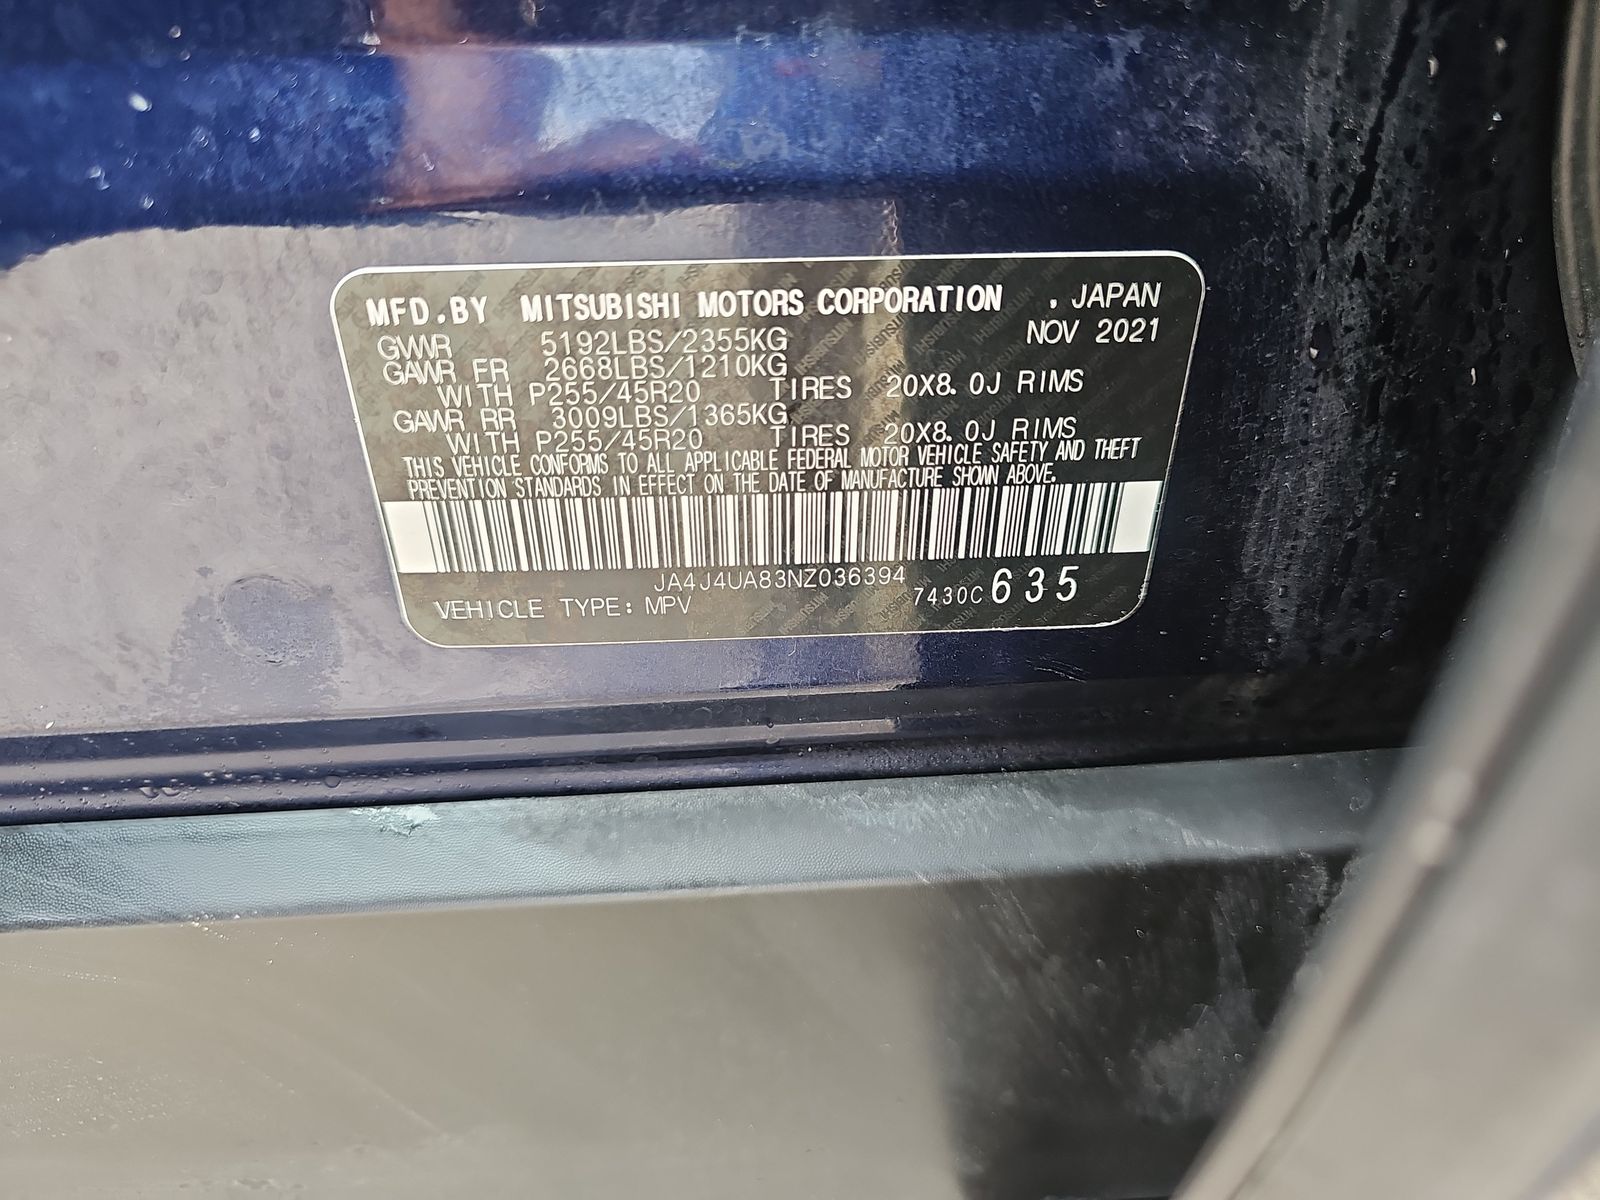 MFD.BY MITSUBISHI MOTORS CORPORATION , JAPAN
NOV 2021
GVWR 5192LBS/2355KG
GAWR FR 2668LBS/1210KG
WITH P255/45R20 TIRES 20X8.0J RIMS
GAWR RR 3009LBS/1365KG
WITH P255/45R20 TIRES 20X8.0J RIMS
THIS VEHICLE CONFORMS TO ALL APPLICABLE FEDERAL MOTOR VEHICLE SAFETY AND THEFT
PREVENTION STANDARDS IN EFFECT ON THE DATE OF MANUFACTURE SHOWN ABOVE.
JA4J4UA83NZ036394
VEHICLE TYPE: MPV 7430C 635